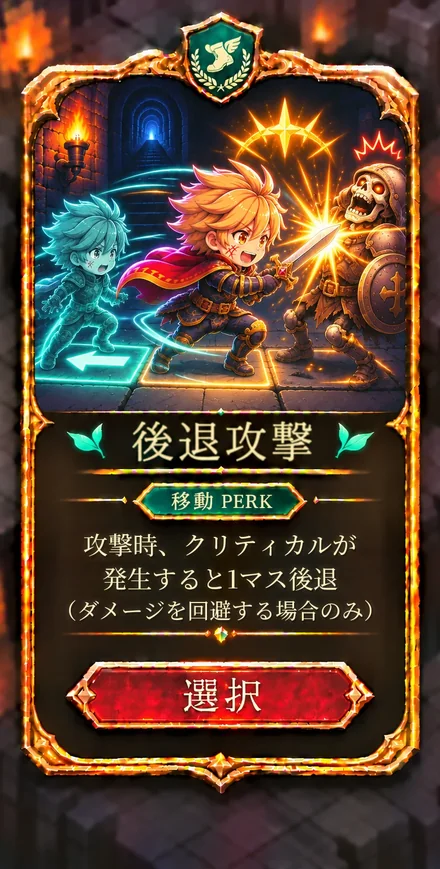 後退攻撃
移動 PERK
攻撃時、クリティカルが
発生すると1マス後退
（ダメージを回避する場合のみ）
選択